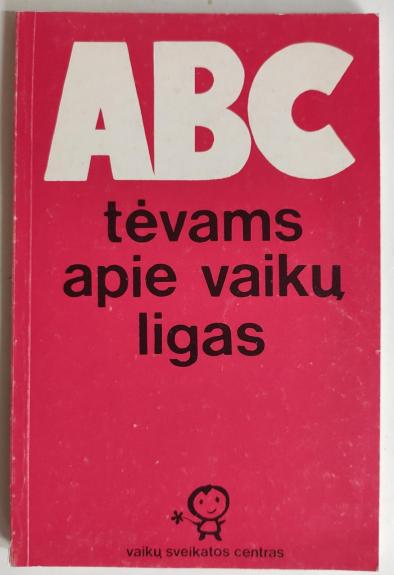 ABC
tėvams
apie vaikų
ligas
vaikų sveikatos centras